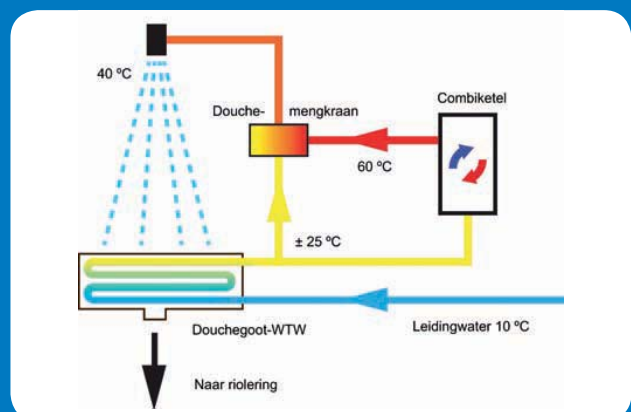 40 ºC
Combiketel
Douche- mengkraan
60 ºC
± 25 ºC
Douchegoot-WTW
Leidingwater 10 ºC
Naar riolering